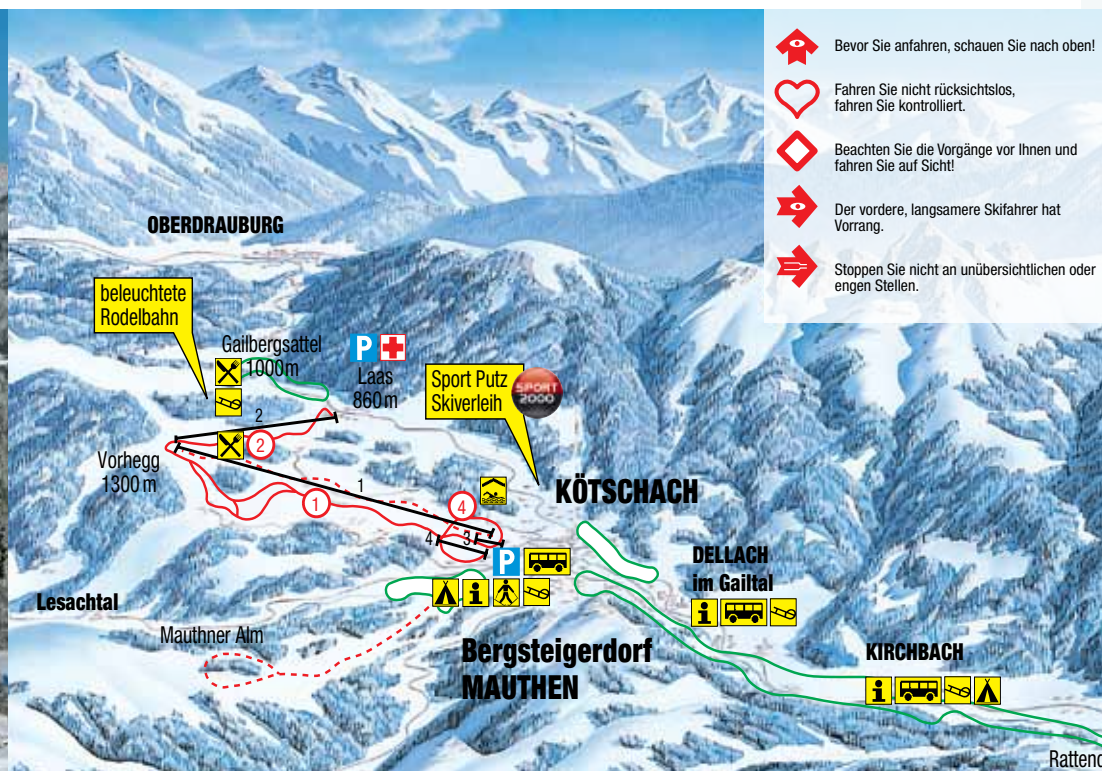 Bevor Sie anfahren, schauen Sie nach oben!
Fahren Sie nicht rücksichtslos,
fahren Sie kontrolliert.
Beachten Sie die Vorgänge vor Ihnen und
fahren Sie auf Sicht!
Der vordere, langsamere Skifahrer hat
Vorrang.
Stoppen Sie nicht an unübersichtlichen oder
engen Stellen.
OBERDRAUBURG
beleuchtete
Rodelbahn
Gailbergsattel
1000 m
P
Laas
860 m
Sport Putz
Skiverleih
SPORT
2000
2
2
Vorhegg
1300 m
1
1
4
4
3
KÖTSCHACH
P
DELLACH
im Gailtal
i
i
Lesachtal
Mauthner Alm
Bergsteigerdorf
MAUTHEN
KIRCHBACH
i
Rattend